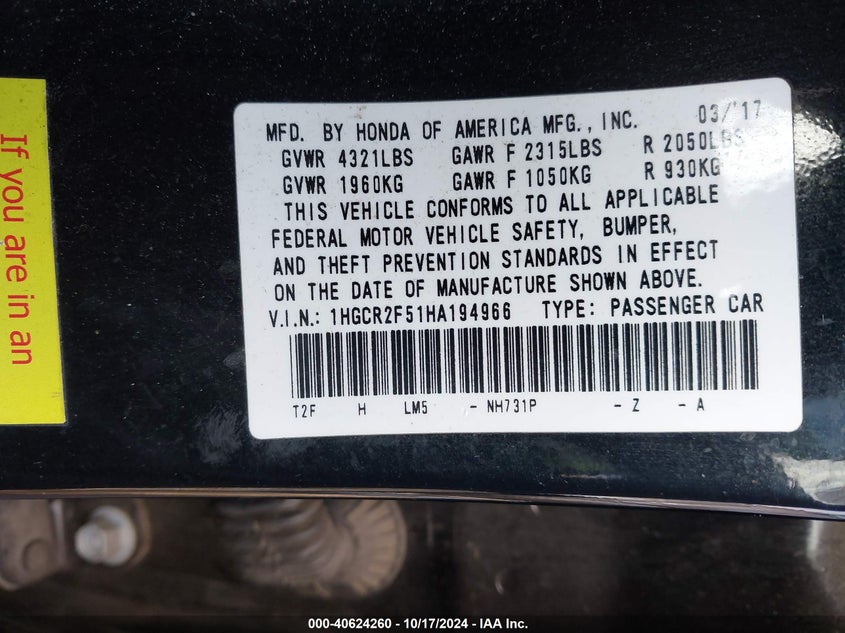 If you are in an
MFD. BY HONDA OF AMERICA MFG., INC. 03/'17
GVWR 4321LBS GAWR F 2315LBS R 2050LBS
GVWR 1960KG GAWR F 1050KG R 930KG
THIS VEHICLE CONFORMS TO ALL APPLICABLE
FEDERAL MOTOR VEHICLE SAFETY, BUMPER,
AND THEFT PREVENTION STANDARDS IN EFFECT
ON THE DATE OF MANUFACTURE SHOWN ABOVE.
V.I.N.: 1HGCR2F51HA194966 TYPE: PASSENGER CAR
T2F H LM5 - NH731P - Z - A
000-40624260 - 10/17/2024 - IAA Inc.